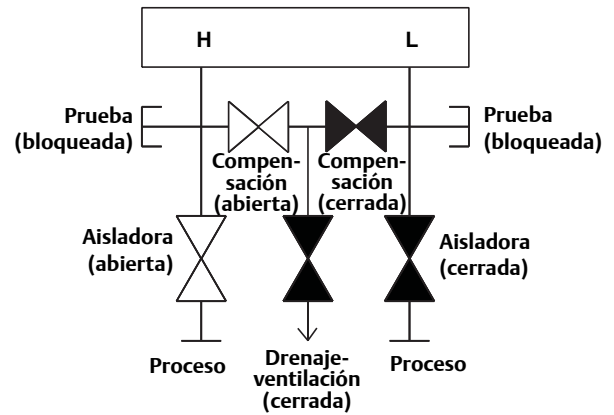 H
L
Prueba
(bloqueada)
Prueba
(bloqueada)
Compen-
sación
(abierta)
Compen-
sación
(cerrada)
Aisladora
(abierta)
Aisladora
(cerrada)
Proceso
Drenaje-
ventilación
(cerrada)
Proceso